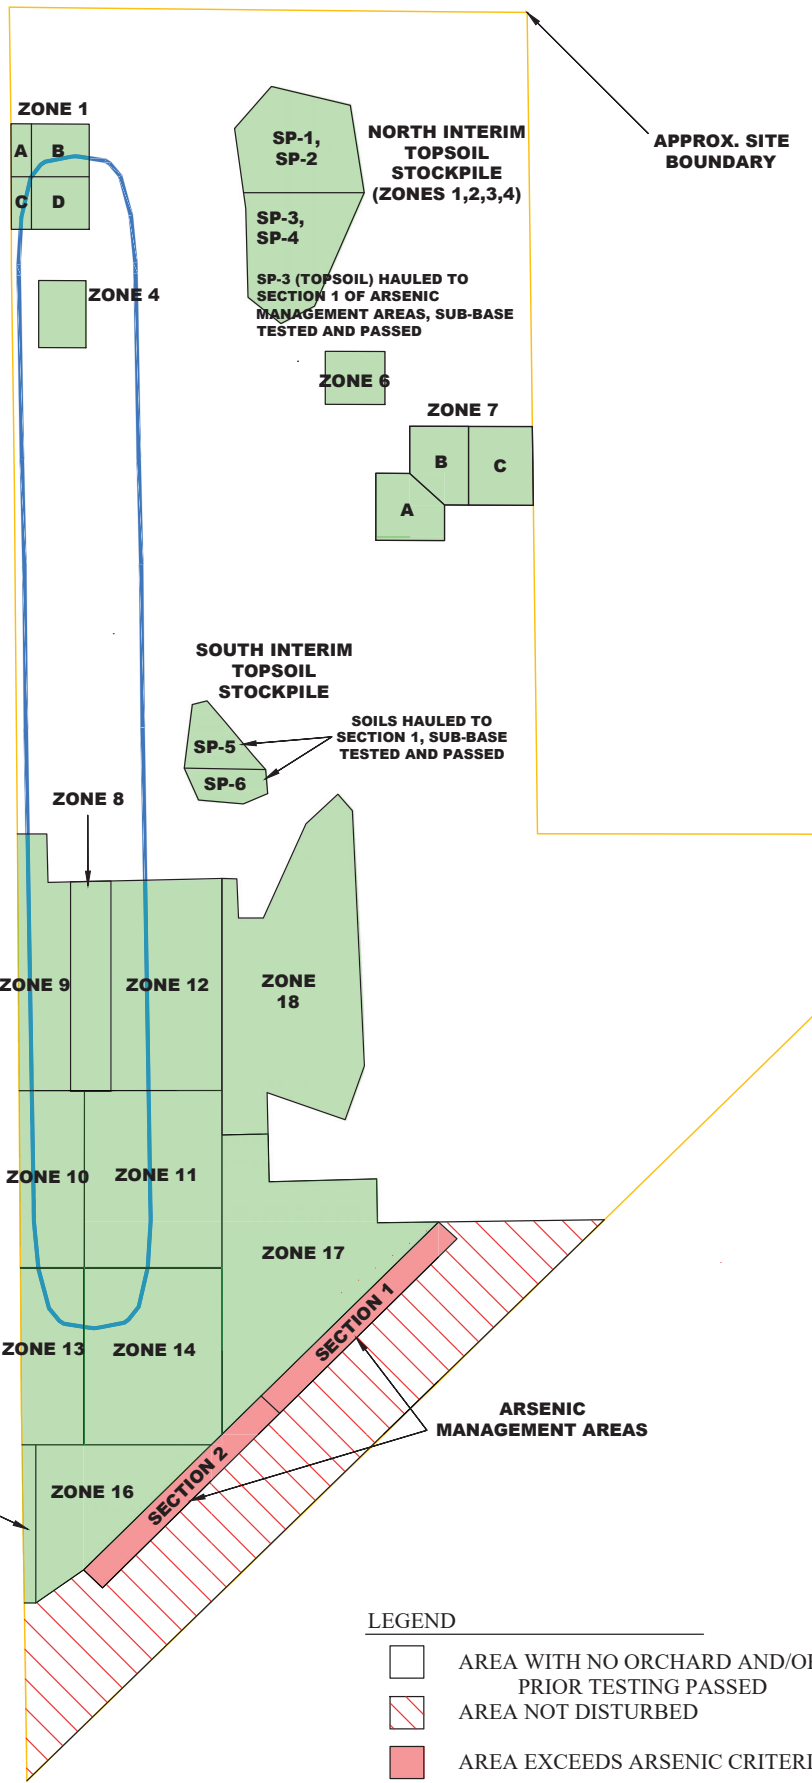 ZONE 1
A
B
C
D
SP-1,
SP-2
NORTH INTERIM
TOPSOIL
STOCKPILE
(ZONES 1,2,3,4)
APPROX. SITE
BOUNDARY
SP-3,
SP-4
ZONE 4
SP-3 (TOPSOIL) HAULED TO
SECTION 1 OF ARSENIC
MANAGEMENT AREAS, SUB-BASE
TESTED AND PASSED
ZONE 6
ZONE 7
B
C
A
SOUTH INTERIM
TOPSOIL
STOCKPILE
SP-5
SP-6
SOILS HAULED TO
SECTION 1, SUB-BASE
TESTED AND PASSED
ZONE 8
ZONE 9
ZONE 12
ZONE
18
ZONE 10
ZONE 11
ZONE 17
ZONE 13
ZONE 14
SECTION 1
ARSENIC
MANAGEMENT AREAS
SECTION 2
ZONE 16
LEGEND
AREA WITH NO ORCHARD AND/OR
PRIOR TESTING PASSED
AREA NOT DISTURBED
AREA EXCEEDS ARSENIC CRITERI